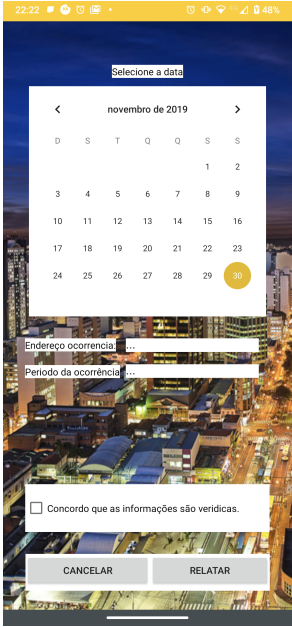 22:22 48%
Selecione a data
novembro de 2019
D S T Q Q S S
1 2
3 4 5 6 7 8 9
10 11 12 13 14 15 16
17 18 19 20 21 22 23
24 25 26 27 28 29 30
Endereço ocorrencia: ...
Periodo da ocorrência ...
Concordo que as informações são veridicas.
CANCELAR RELATAR